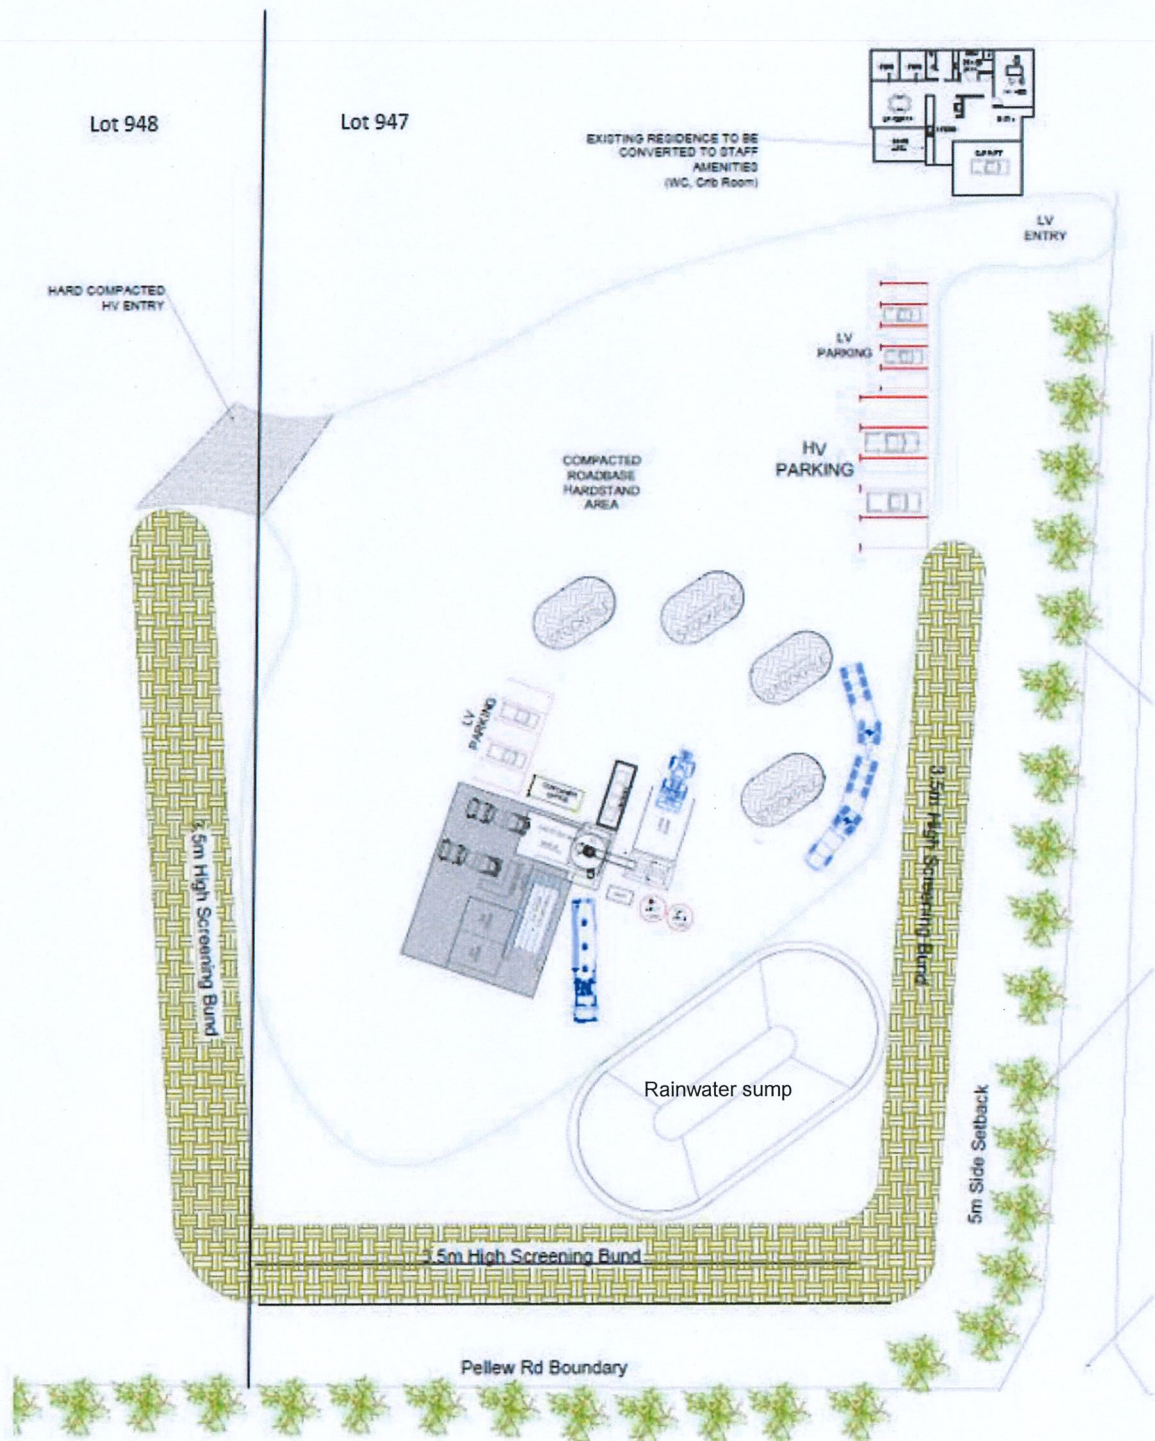 Lot 948
Lot 947
EXISTING RESIDENCE TO BE
CONVERTED TO STAFF
AMENITIES
(WC, Crib Room)
LV
ENTRY
HARD COMPACTED
HV ENTRY
LV
PARKING
HV
PARKING
COMPACTED
ROADBASE
HARDSTAND
AREA
LV
PARKING
3.5m High Screening Bund
3.5m High Screening Bund
Rainwater sump
5m Side Setback
3.5m High Screening Bund
Pellew Rd Boundary